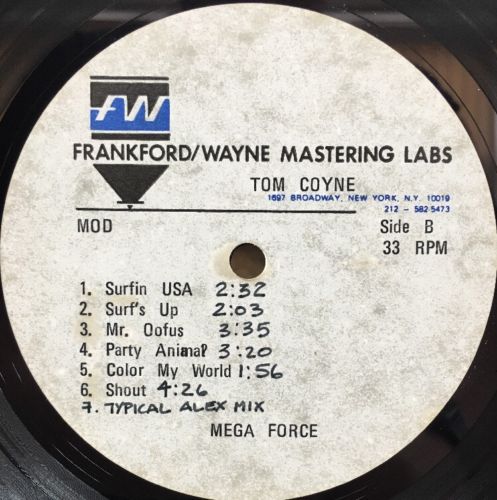 FW
FRANKFORD/WAYNE MASTERING LABS
TOM COYNE
1697 BROADWAY, NEW YORK, N.Y. 10019
212 - 582-5473
MOD
Side B
33 RPM
1. Surfin USA 2:32
2. Surf's Up 2:03
3. Mr. Oofus 3:35
4. Party Animal 3:20
5. Color My World 1:56
6. Shout 4:26
7. TYPICAL ALEX MIX
MEGA FORCE